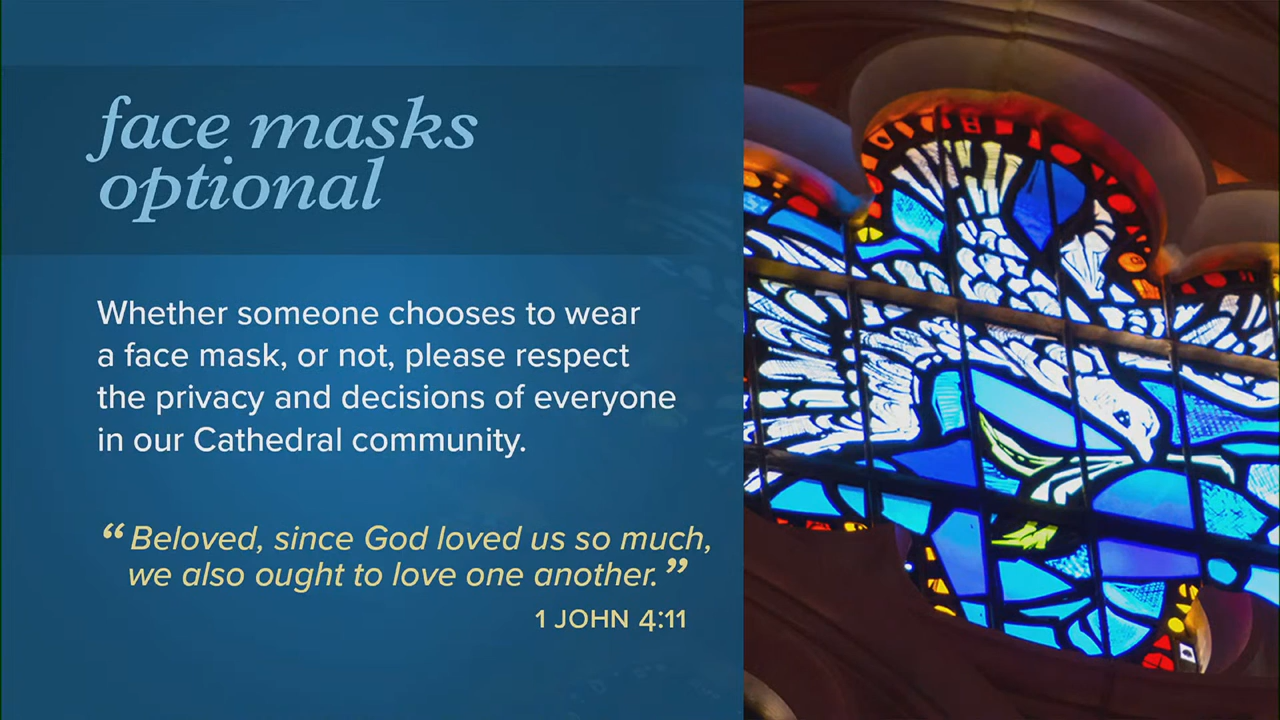 face masks
optional
Whether someone chooses to wear
a face mask, or not, please respect
the privacy and decisions of everyone
in our Cathedral community.
“Beloved, since God loved us so much,
we also ought to love one another.”
1 JOHN 4:11